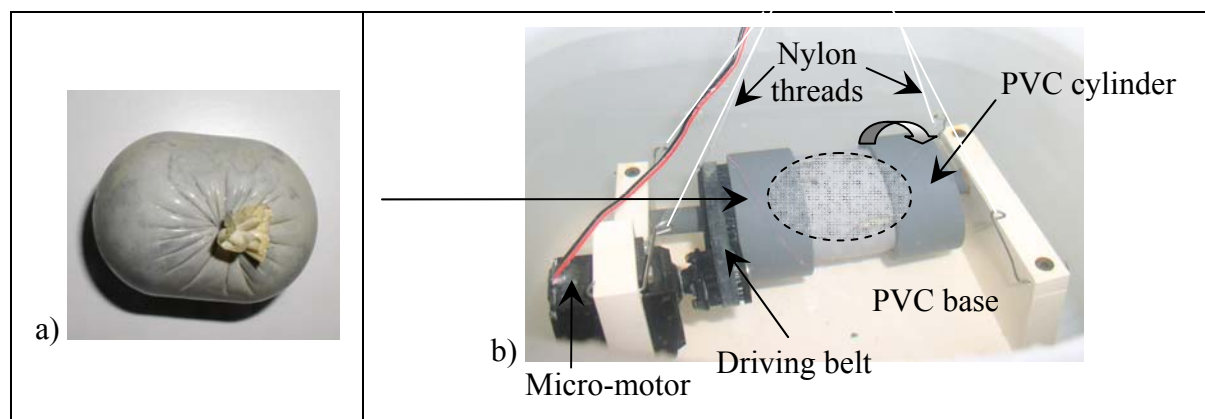 a)
b)
Nylon
threads
PVC cylinder
PVC base
Driving belt
Micro-motor